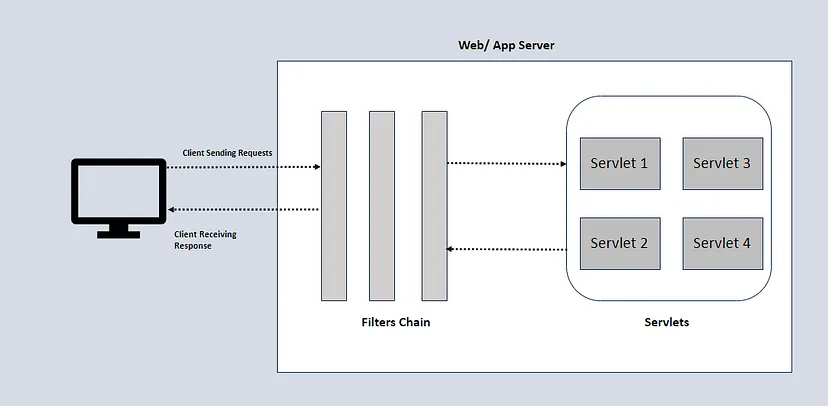 Web/ App Server
Client Sending Requests
Client Receiving
Response
Servlet 1
Servlet 3
Servlet 2
Servlet 4
Filters Chain
Servlets